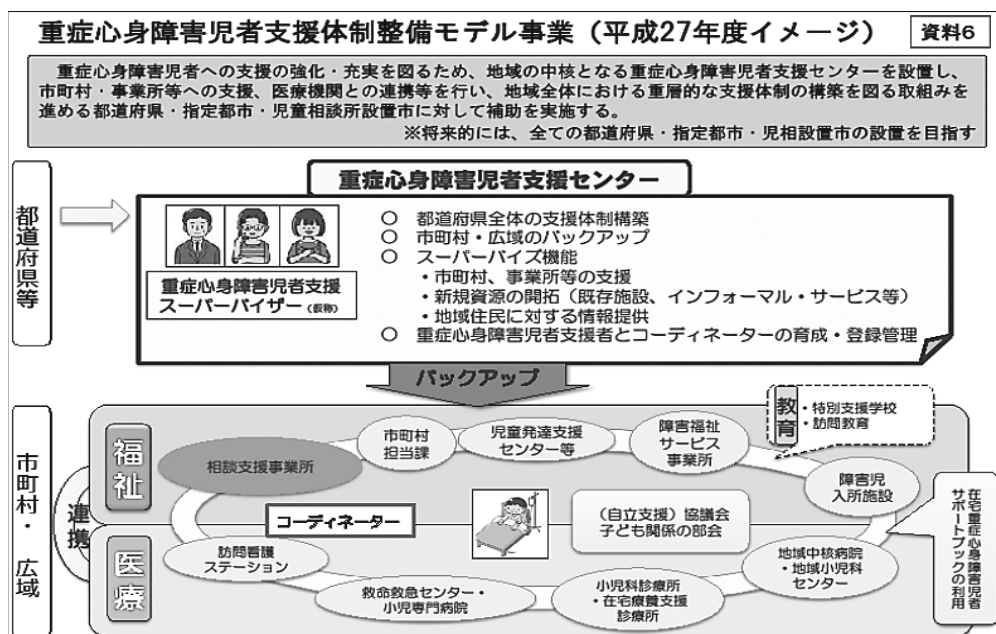 重症心身障害児者支援体制整備モデル事業（平成27年度イメージ）
資料6
重症心身障害児者への支援の強化・充実を図るため、地域の中核となる重症心身障害児者支援センターを設置し、
市町村・事業所等への支援、医療機関との連携等を行い、地域全体における重層的な支援体制の構築を図る取組みを
進める都道府県・指定都市・児童相談所設置市に対して補助を実施する。
※将来的には、全ての都道府県・指定都市・児相設置市の設置を目指す
都道府県等
重症心身障害児者支援センター
重症心身障害児者支援
スーパーバイザー（仮称）
○ 都道府県全体の支援体制構築
○ 市町村・広域のバックアップ
○ スーパーバイズ機能
・市町村、事業所等の支援
・新規資源の開拓（既存施設、インフォーマル・サービス等）
・地域住民に対する情報提供
○ 重症心身障害児者支援者とコーディネーターの育成・登録管理
バックアップ
市町村・広域
連携
福祉
医療
相談支援事業所
市町村
担当課
児童発達支援
センター等
障害福祉
サービス
事業所
教育
・特別支援学校
・訪問教育
障害児
入所施設
コーディネーター
（自立支援）協議会
子ども関係の部会
訪問看護
ステーション
救命救急センター・
小児専門病院
小児科診療所
・在宅療養支援
診療所
地域中核病院
・地域小児科
センター
在宅重症心身障害児者
サポートブックの利用